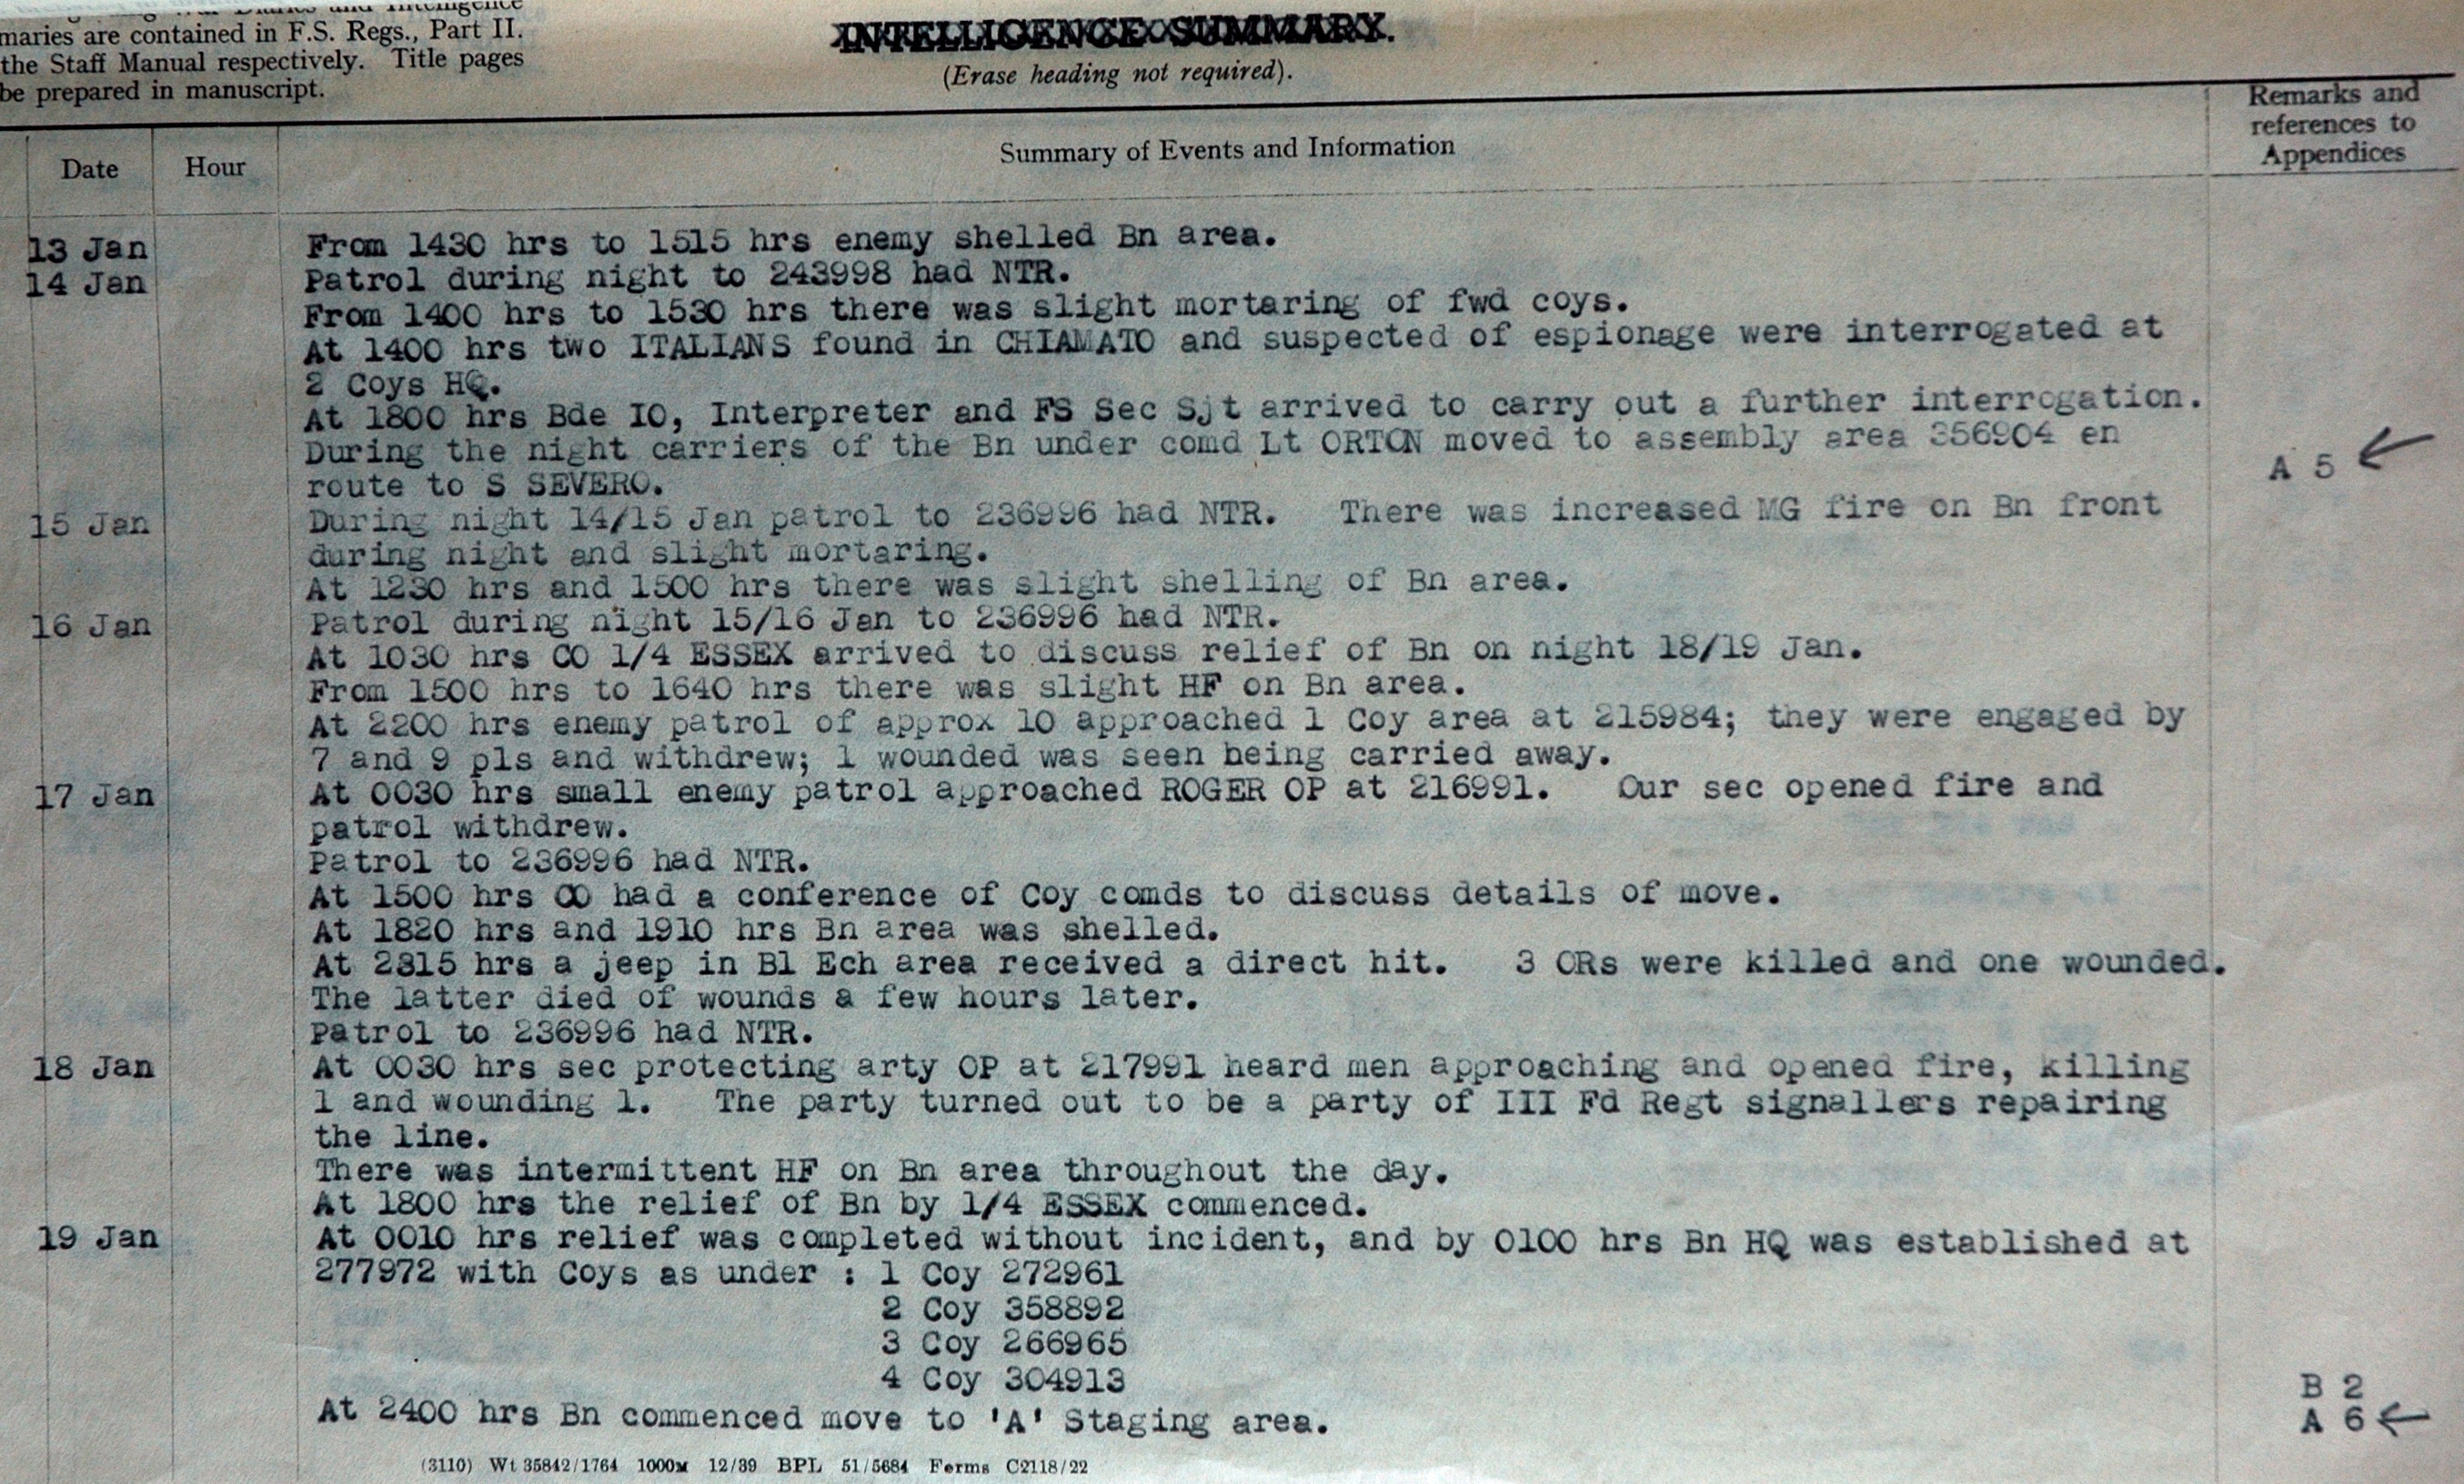 maries are contained in F.S. Regs., Part II.
the Staff Manual respectively. Title pages
be prepared in manuscript.
INTELLIGENCE SUMMARY.
(Erase heading not required).
Date
Hour
Summary of Events and Information
Remarks and
references to
Appendices
13 Jan From 1430 hrs to 1515 hrs enemy shelled Bn area.
14 Jan Patrol during night to 243998 had NTR.
From 1400 hrs to 1530 hrs there was slight mortaring of fwd coys.
At 1400 hrs two ITALIANS found in CHIAMATO and suspected of espionage were interrogated at
2 Coys HQ.
At 1800 hrs Bde IO, Interpreter and FS Sec Sjt arrived to carry out a further interrogation.
During the night carriers of the Bn under comd Lt ORTON moved to assembly area 356904 en
route to S SEVERO. A 5
15 Jan During night 14/15 Jan patrol to 236996 had NTR. There was increased MG fire on Bn front
during night and slight mortaring.
At 1230 hrs and 1500 hrs there was slight shelling of Bn area.
16 Jan Patrol during night 15/16 Jan to 236996 had NTR.
At 1030 hrs CO 1/4 ESSEX arrived to discuss relief of Bn on night 18/19 Jan.
From 1500 hrs to 1640 hrs there was slight HF on Bn area.
At 2200 hrs enemy patrol of approx 10 approached 1 Coy area at 215984; they were engaged by
7 and 9 pls and withdrew; 1 wounded was seen being carried away.
17 Jan At 0030 hrs small enemy patrol approached ROGER OP at 216991. Our sec opened fire and
patrol withdrew.
Patrol to 236996 had NTR.
At 1500 hrs CO had a conference of Coy comds to discuss details of move.
At 1820 hrs and 1910 hrs Bn area was shelled.
At 2315 hrs a jeep in Bl Ech area received a direct hit. 3 ORs were killed and one wounded.
The latter died of wounds a few hours later.
Patrol to 236996 had NTR.
18 Jan At 0030 hrs sec protecting arty OP at 217991 heard men approaching and opened fire, killing
1 and wounding 1. The party turned out to be a party of III Fd Regt signallers repairing
the line.
There was intermittent HF on Bn area throughout the day.
At 1800 hrs the relief of Bn by 1/4 ESSEX commenced.
19 Jan At 0010 hrs relief was completed without incident, and by 0100 hrs Bn HQ was established at
277972 with Coys as under : 1 Coy 272961
2 Coy 358892
3 Coy 266965
4 Coy 304913
B 2
At 2400 hrs Bn commenced move to 'A' Staging area. A 6
(3110) Wt 35842/1764 1000M 12/39 BPL 51/5684 Forms C2118/22